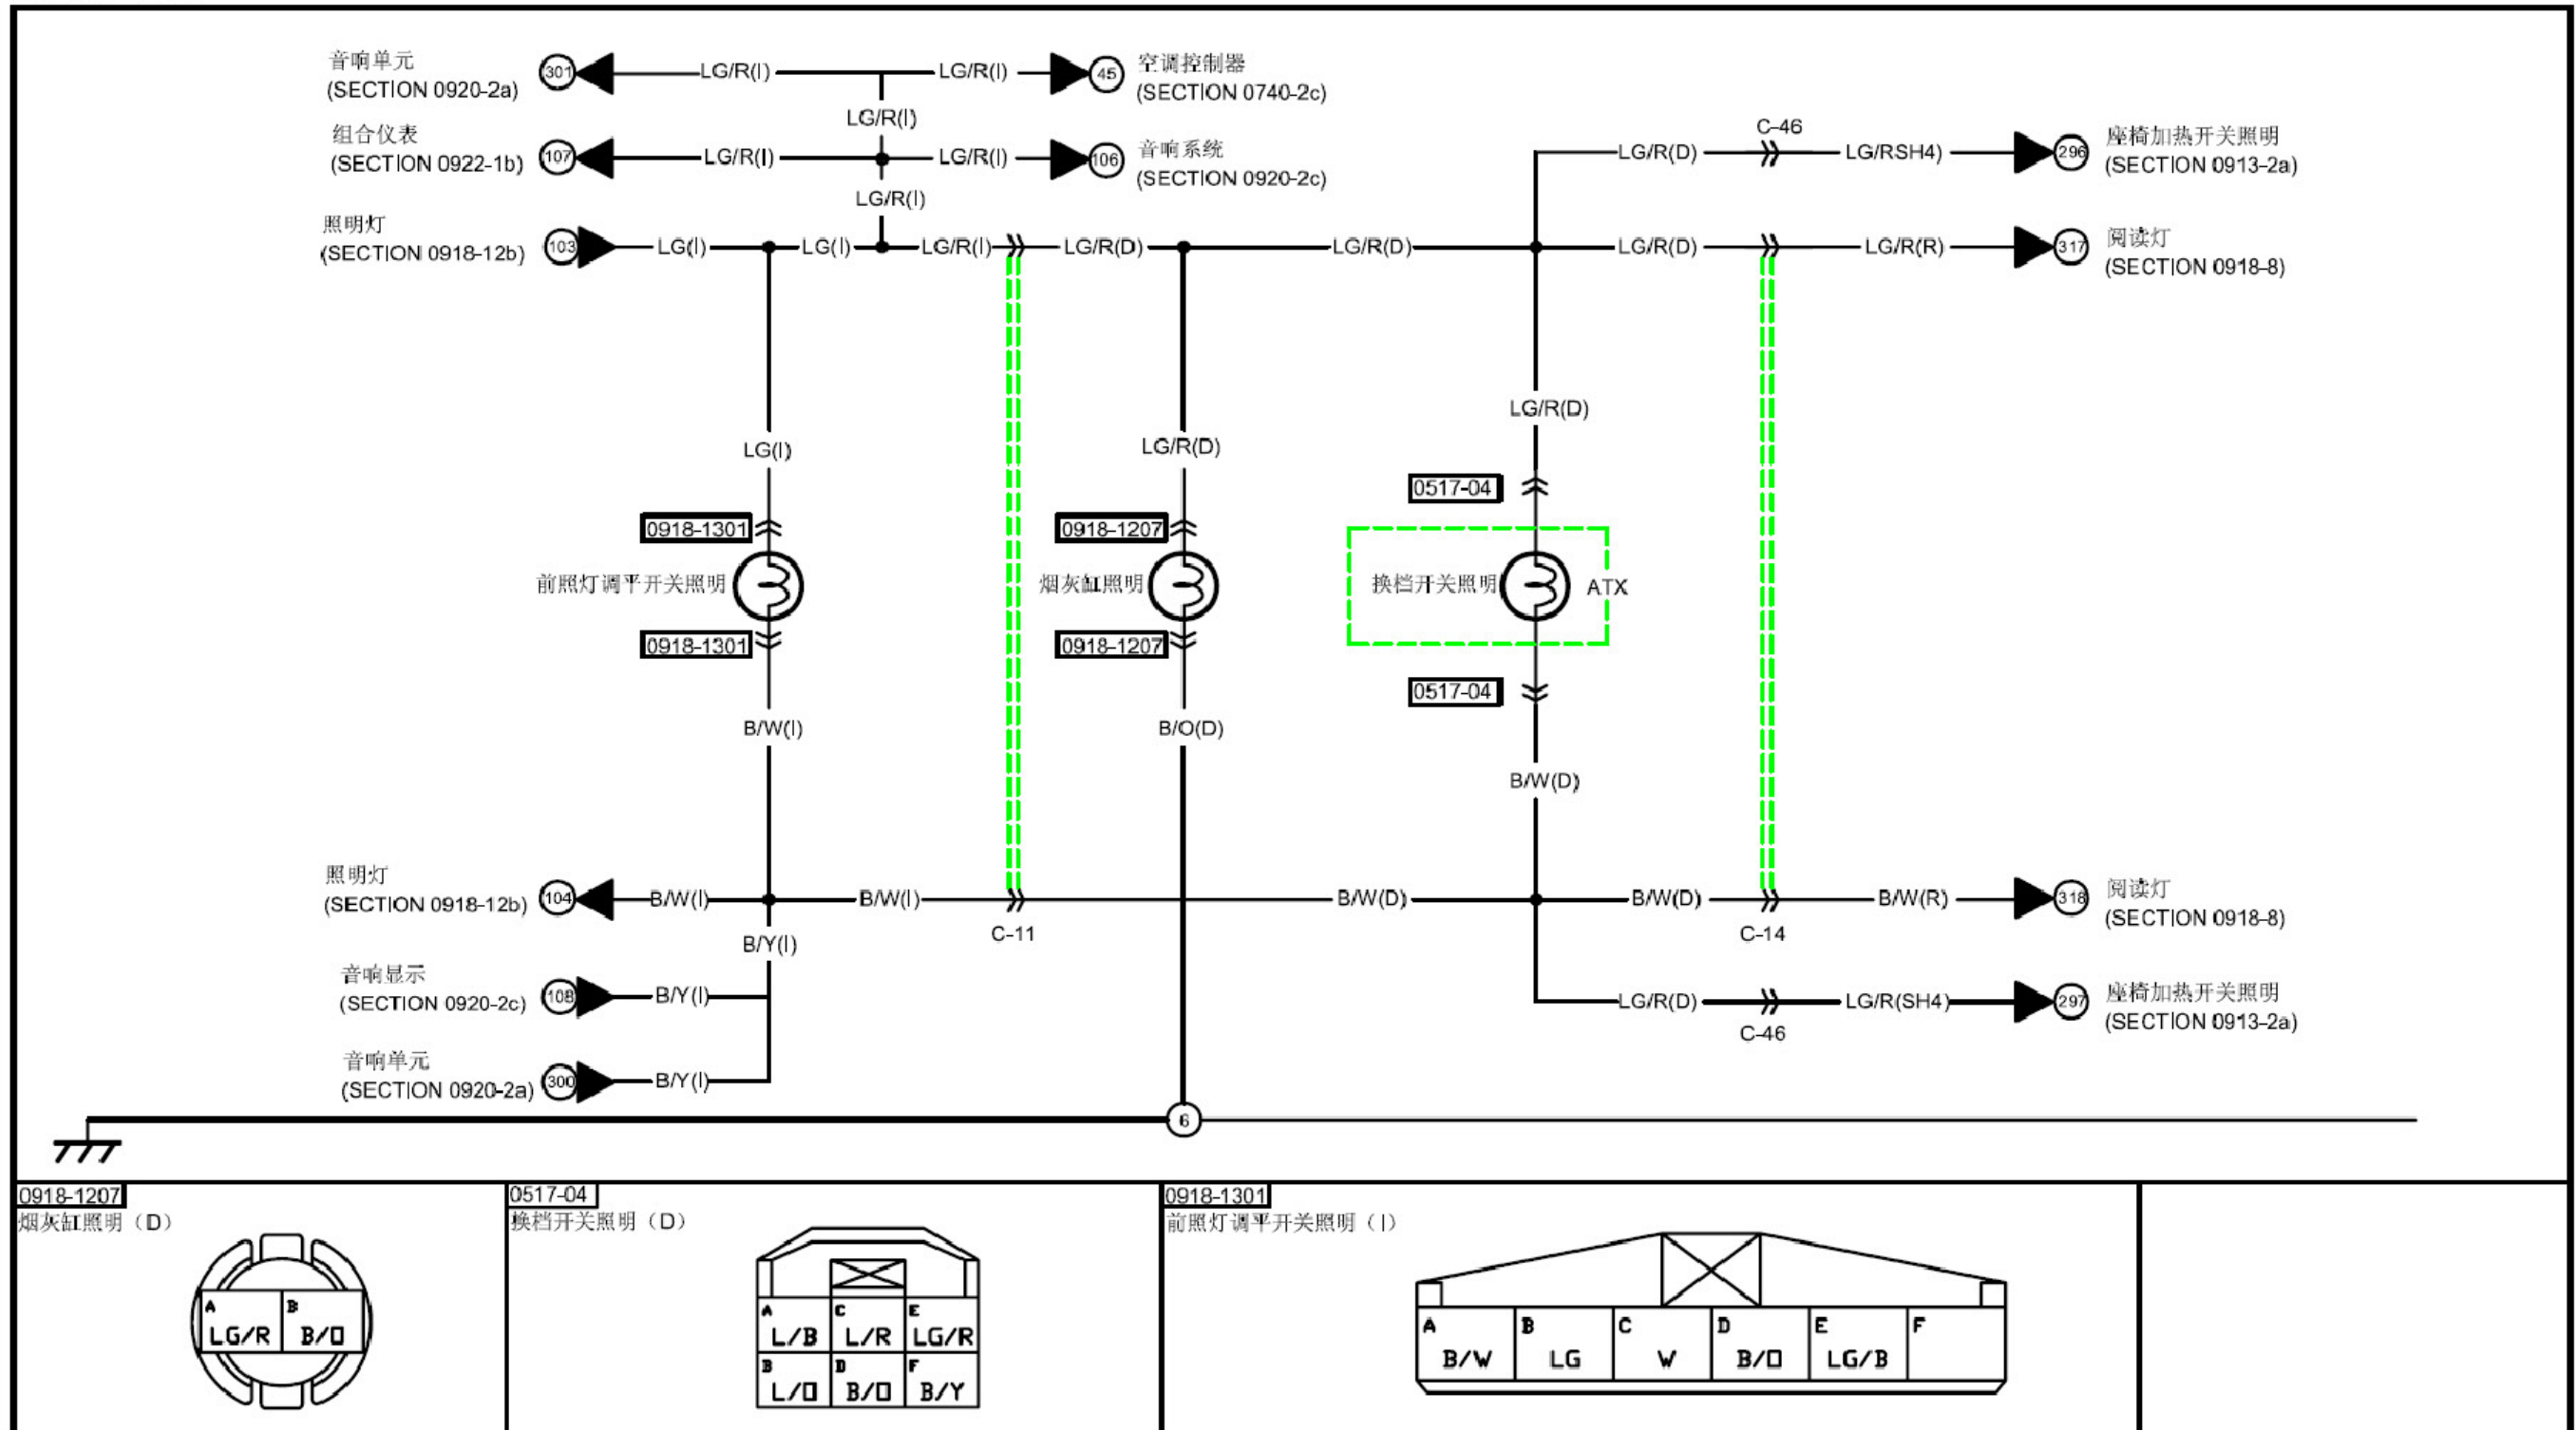 音响单元
(SECTION 0920-2a)
301
LG/R(I)
LG/R(I)
45
空调控制器
(SECTION 0740-2c)
LG/R(I)
组合仪表
(SECTION 0922-1b)
107
LG/R(I)
LG/R(I)
106
音响系统
(SECTION 0920-2c)
C-46
LG/R(D)
LG/RSH4)
296
座椅加热开关照明
(SECTION 0913-2a)
LG/R(I)
照明灯
(SECTION 0918-12b)
103
LG(I)
LG(I)
LG/R(I)
LG/R(D)
LG/R(D)
LG/R(D)
LG/R(R)
317
阅读灯
(SECTION 0918-8)
LG(I)
LG/R(D)
LG/R(D)
0918-1301
0918-1207
0517-04
前照灯调平开关照明
烟灰缸照明
换档开关照明
ATX
0918-1301
0918-1207
0517-04
B/W(I)
B/O(D)
B/W(D)
照明灯
(SECTION 0918-12b)
104
B/W(I)
B/W(I)
C-11
B/W(D)
B/W(D)
C-14
B/W(R)
318
阅读灯
(SECTION 0918-8)
B/Y(I)
音响显示
(SECTION 0920-2c)
108
B/Y(I)
LG/R(D)
C-46
LG/R(SH4)
297
座椅加热开关照明
(SECTION 0913-2a)
音响单元
(SECTION 0920-2a)
300
B/Y(I)
6
0918-1207
烟灰缸照明（D）
A B
LG/R B/O
0517-04
换档开关照明（D）
A C E
L/B L/R LG/R
B D F
L/O B/O B/Y
0918-1301
前照灯调平开关照明（I）
A B C D E F
B/W LG W B/O LG/B